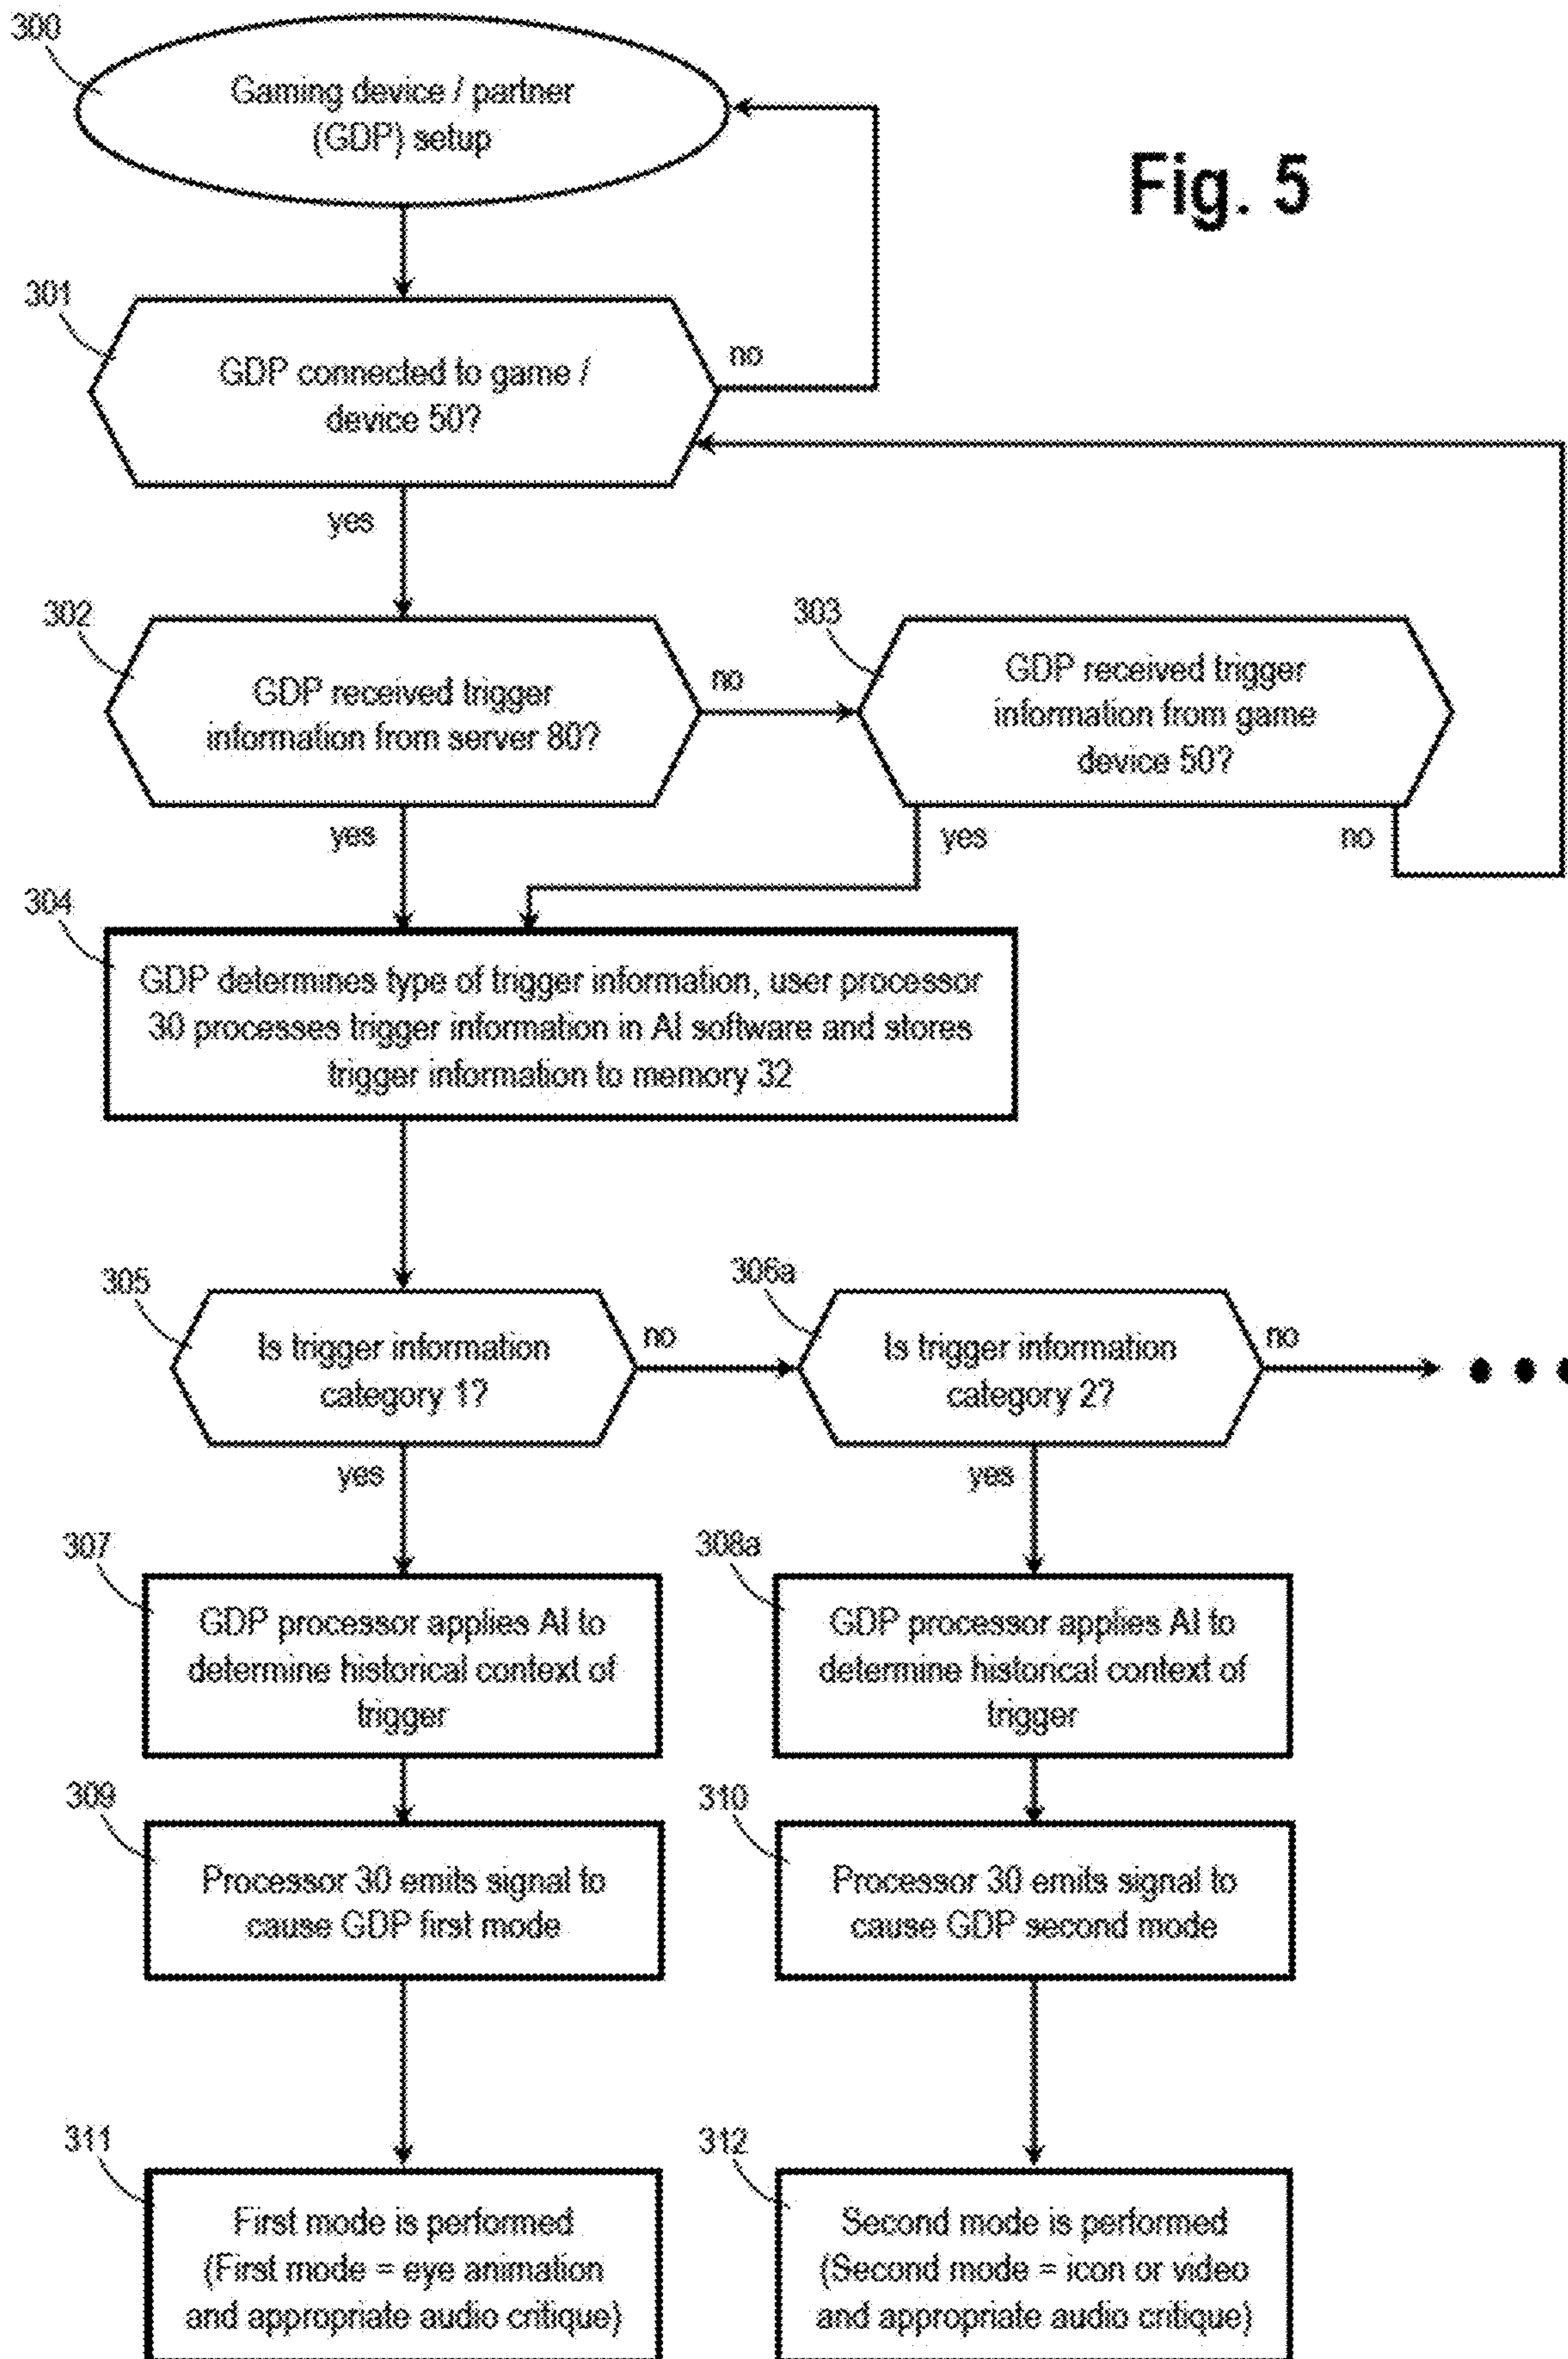 300
Gaming device / partner
(GDP) setup
Fig. 5
301
GDP connected to game /
device 50?
no
yes
302
GDP received trigger
information from server 80?
no
303
GDP received trigger
information from game
device 50?
yes
yes
no
304
GDP determines type of trigger information, user processor
30 processes trigger information in AI software and stores
trigger information to memory 32
305
Is trigger information
category 1?
no
306a
Is trigger information
category 2?
no
yes
yes
307
GDP processor applies AI to
determine historical context of
trigger
308a
GDP processor applies AI to
determine historical context of
trigger
309
Processor 30 emits signal to
cause GDP first mode
310
Processor 30 emits signal to
cause GDP second mode
311
First mode is performed
(First mode = eye animation
and appropriate audio critique)
312
Second mode is performed
(Second mode = icon or video
and appropriate audio critique)